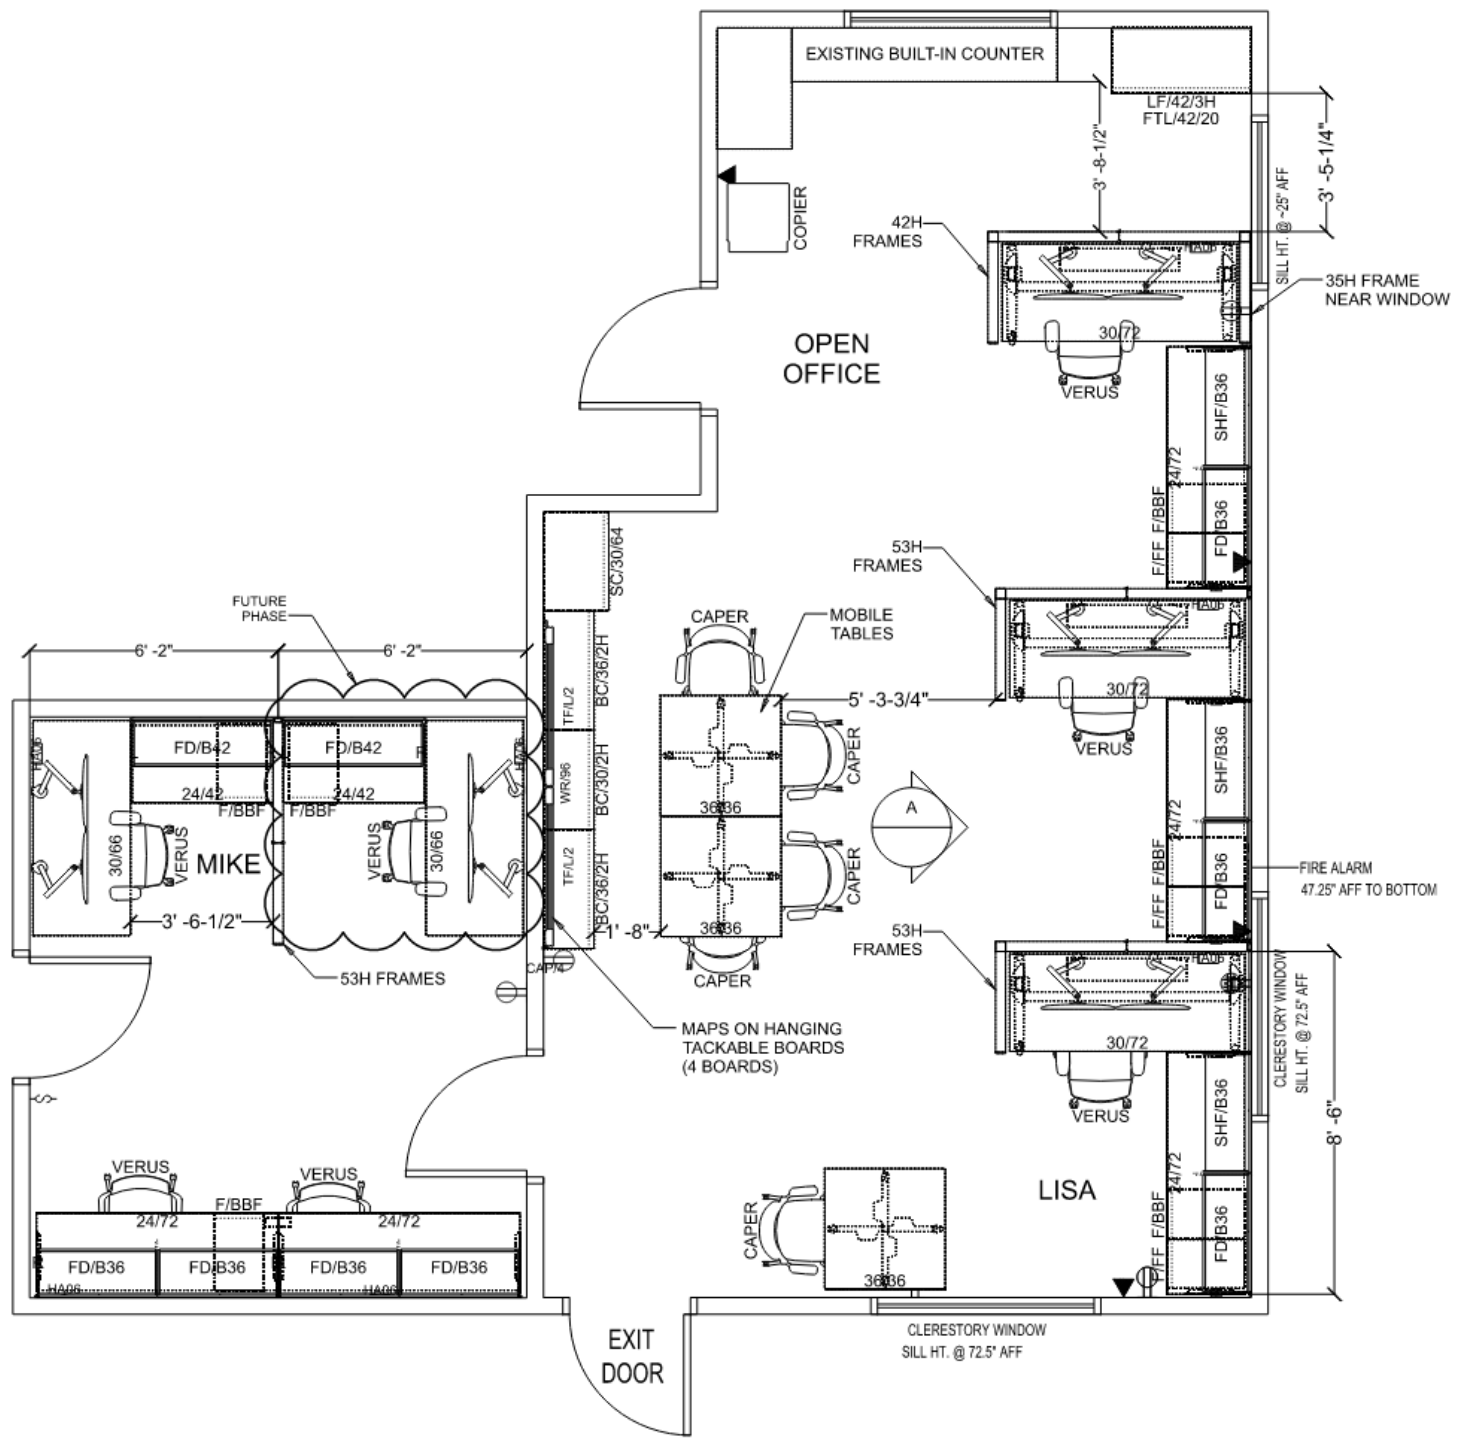 EXISTING BUILT-IN COUNTER
LF/42/3H
FTL/42/20
3' -8-1/2"
3' -5-1/4"
SILL HT. @ ~25" AFF
COPIER
42H
FRAMES
HA06
35H FRAME
NEAR WINDOW
30/72
VERUS
OPEN
OFFICE
SHF/B36
24/72
FD/B36
F/BBF
F/FF
53H
FRAMES
HA06
30/72
VERUS
SC/30/64
CAPER
MOBILE
TABLES
FUTURE
PHASE
6' -2"
6' -2"
BC/36/2H
TF/L/2
5' -3-3/4"
SHF/B36
24/72
FD/B36
F/BBF
F/FF
FD/B42
FD/B42
HA06
24/42
24/42
F/BBF
F/BBF
WR/96
BC/30/2H
36/36
CAPER
A
30/66
VERUS
MIKE
VERUS
30/66
TF/L/2
BC/36/2H
CAPER
FIRE ALARM
47.25" AFF TO BOTTOM
3' -6-1/2"
36/36
1' -8"
53H
FRAMES
53H FRAMES
CAP/4
CAPER
HA06
CLERESTORY WINDOW
SILL HT. @ 72.5" AFF
30/72
MAPS ON HANGING
TACKABLE BOARDS
(4 BOARDS)
VERUS
SHF/B36
24/72
8' -6"
S
VERUS
VERUS
LISA
F/BBF
24/72
24/72
CAPER
F/BBF
F/FF
FD/B36
FD/B36
FD/B36
FD/B36
FD/B36
HA06
HA06
36/36
CLERESTORY WINDOW
SILL HT. @ 72.5" AFF
EXIT
DOOR